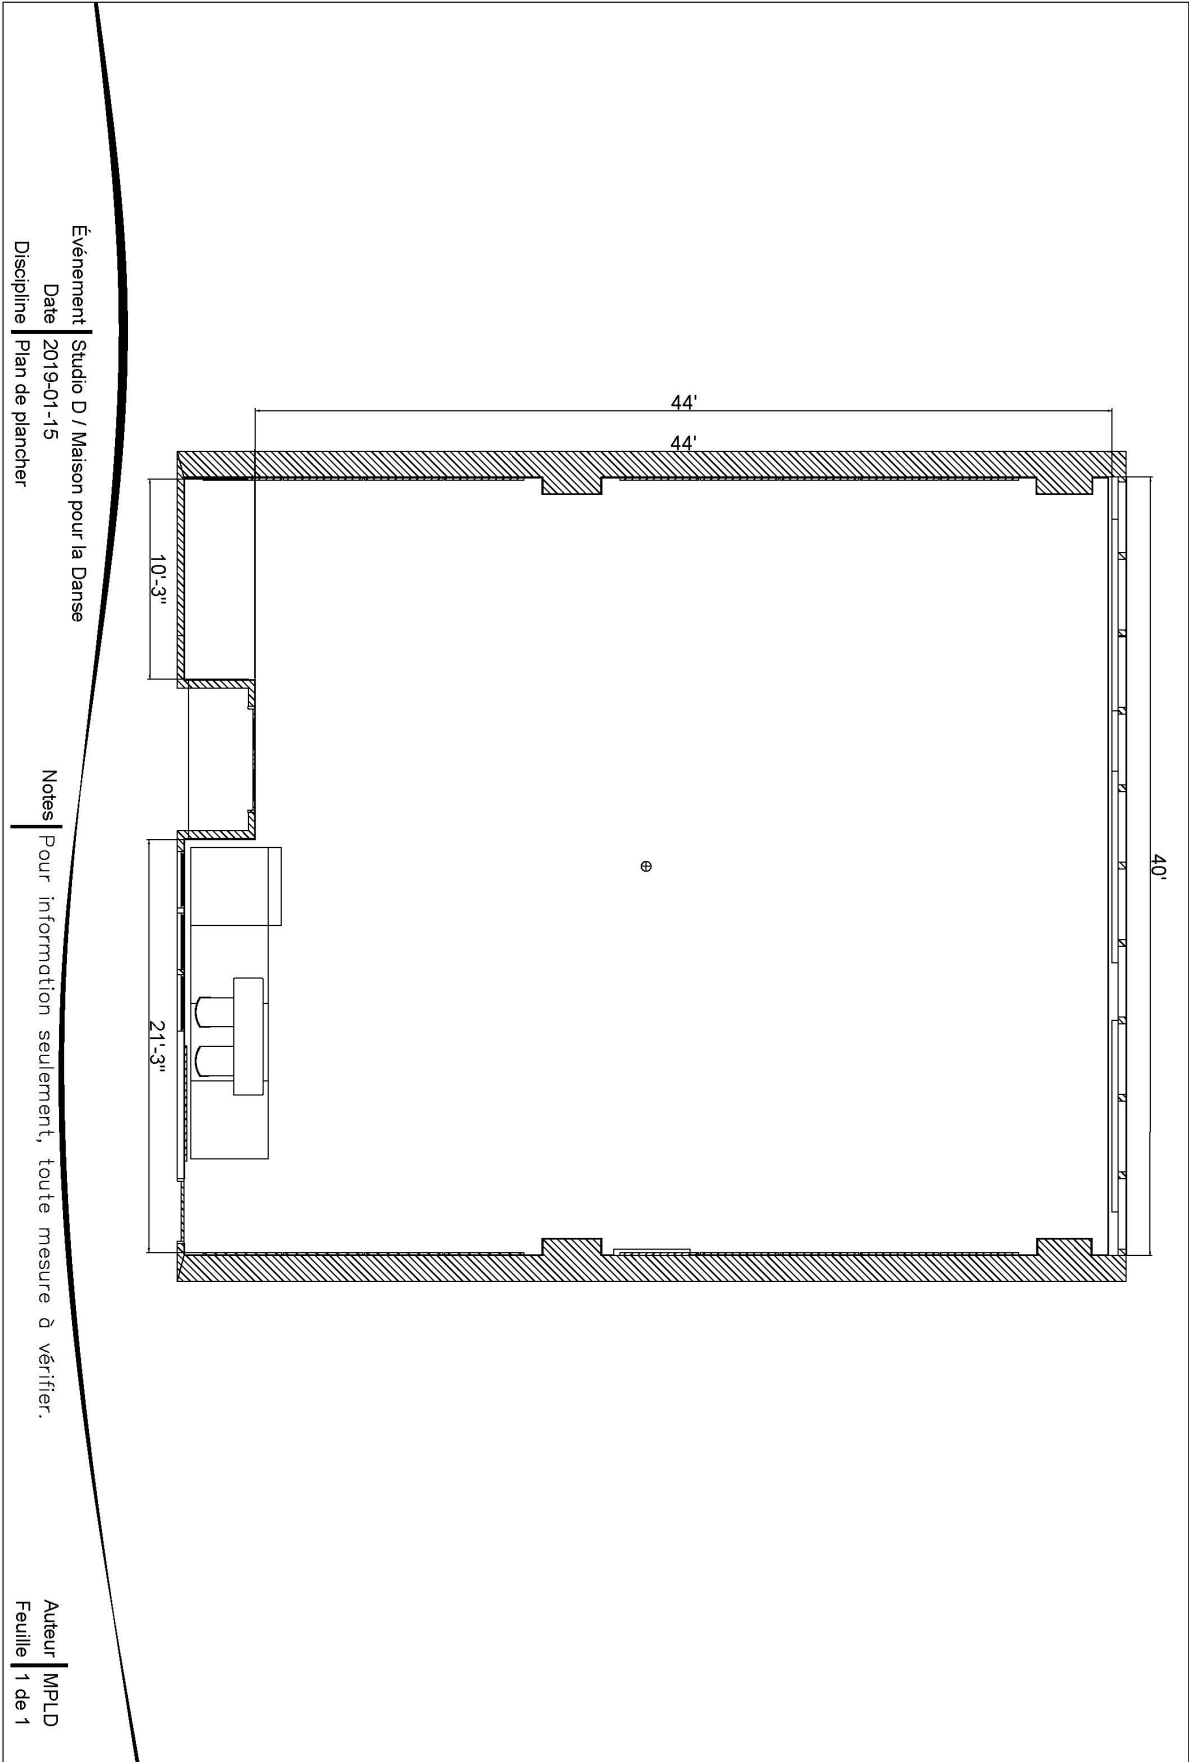 44'
44'
40'
10'-3"
21'-3"
Événement Studio D / Maison pour la Danse
Date 2019-01-15
Discipline Plan de plancher
Notes Pour information seulement, toute mesure à vérifier.
Auteur MPLD
Feuille 1 de 1